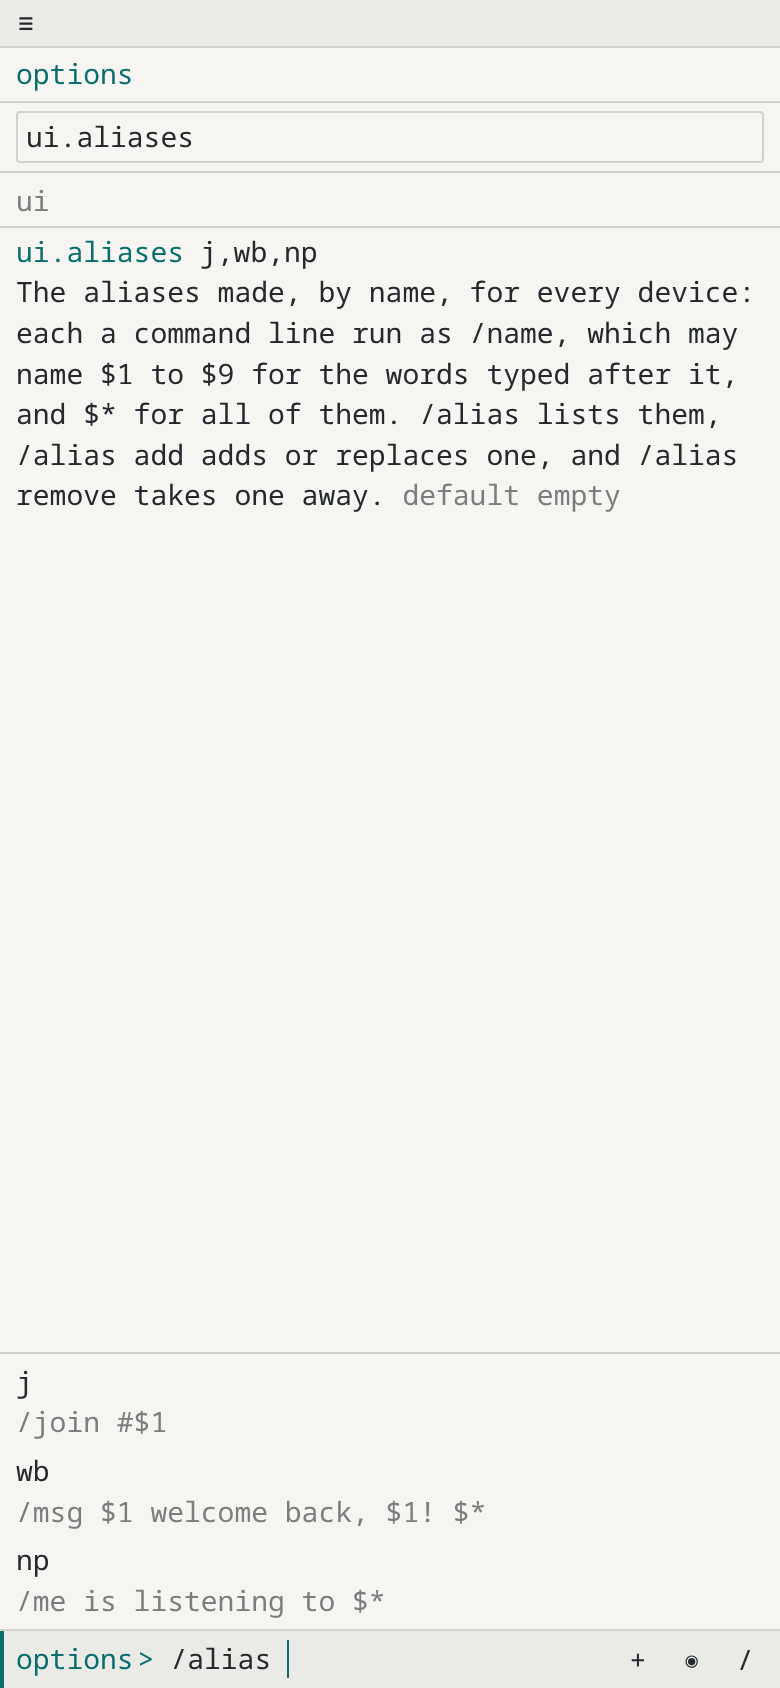 ≡
options
ui.aliases
ui
ui.aliases j,wb,np
The aliases made, by name, for every device:
each a command line run as /name, which may
name $1 to $9 for the words typed after it,
and $* for all of them. /alias lists them,
/alias add adds or replaces one, and /alias
remove takes one away. default empty
j
/join #$1
wb
/msg $1 welcome back, $1! $*
np
/me is listening to $*
options> /alias + ◉ /